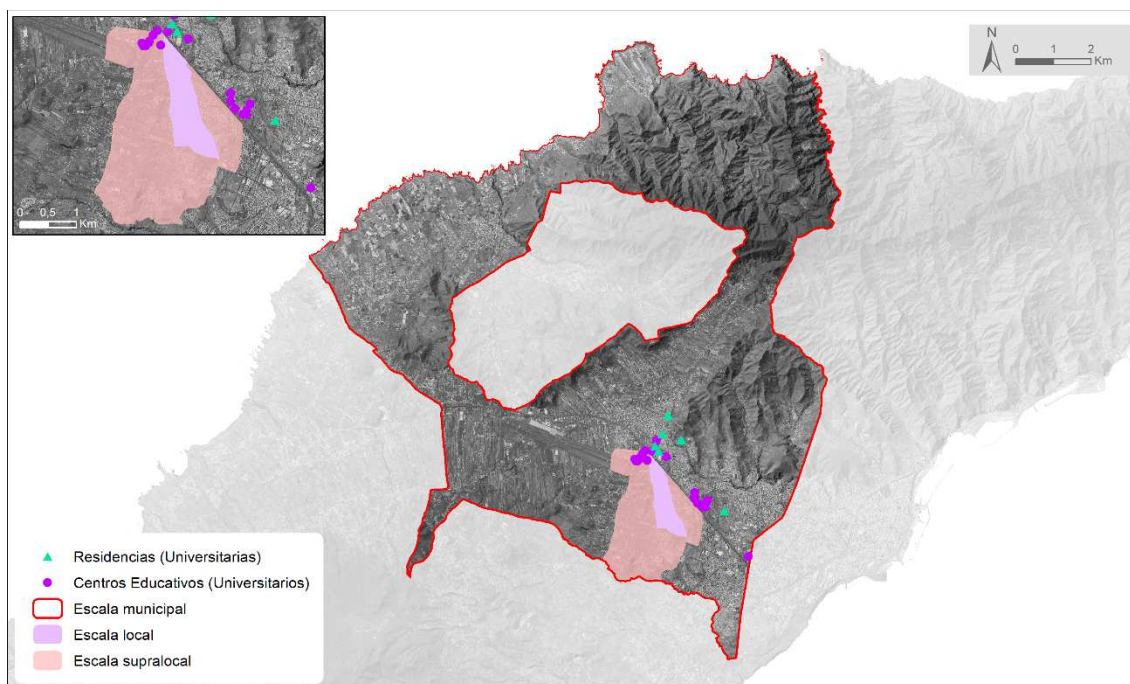 N
0 1 2
Km
0 0,5 1
Km
Residencias (Universitarias)
Centros Educativos (Universitarios)
Escala municipal
Escala local
Escala supralocal